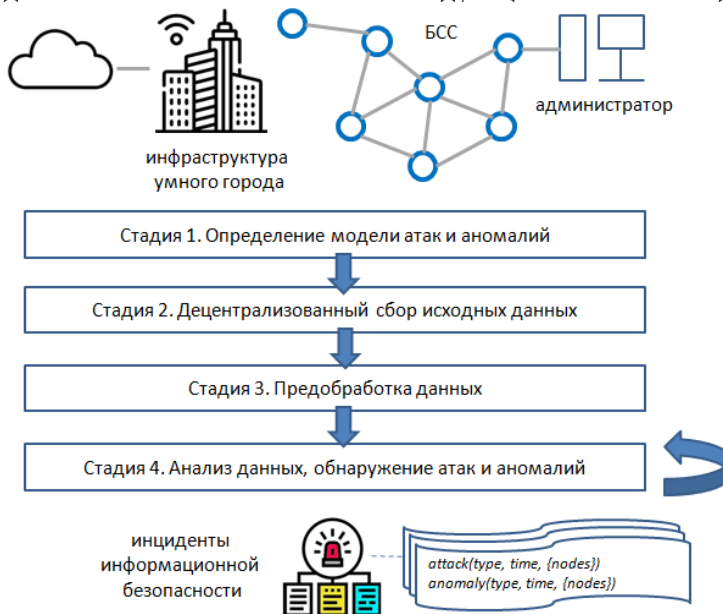 БСС
администратор
инфраструктура
умного города
Стадия 1. Определение модели атак и аномалий
Стадия 2. Децентрализованный сбор исходных данных
Стадия 3. Предобработка данных
Стадия 4. Анализ данных, обнаружение атак и аномалий
инциденты
информационной
безопасности
attack(type, time, {nodes})
anomaly(type, time, {nodes})